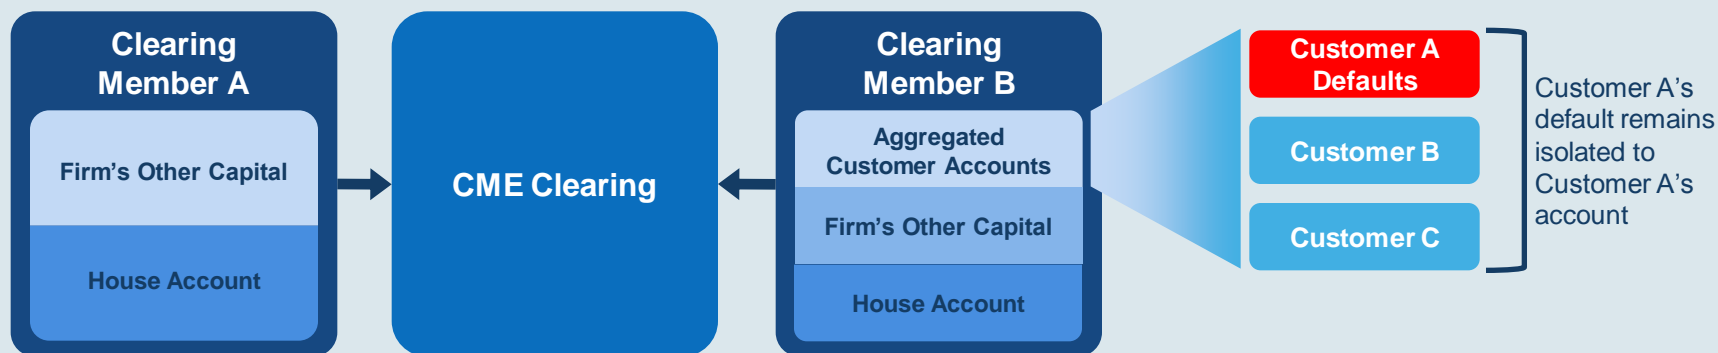 Clearing
Member A
Firm's Other Capital
House Account
CME Clearing
Clearing
Member B
Aggregated
Customer Accounts
Firm's Other Capital
House Account
Customer A
Defaults
Customer B
Customer C
Customer A's
default remains
isolated to
Customer A's
account